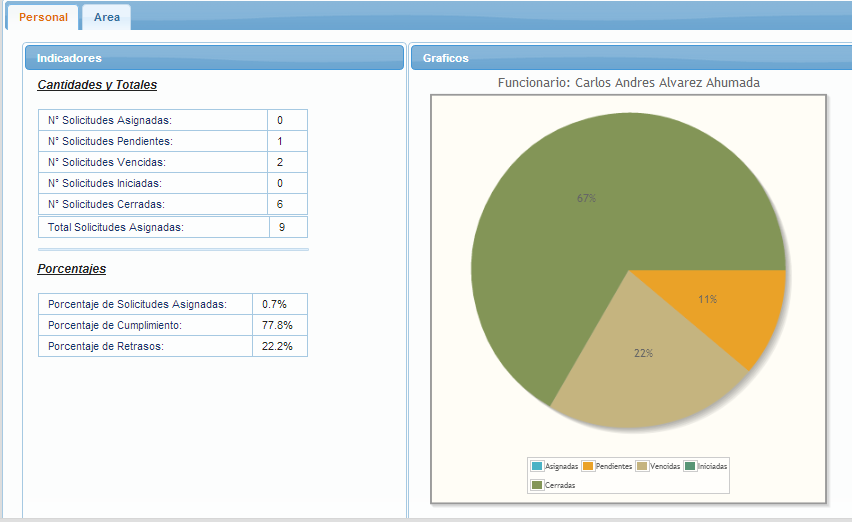 Personal Area
Indicadores
Cantidades y Totales
N° Solicitudes Asignadas: 0
N° Solicitudes Pendientes: 1
N° Solicitudes Vencidas: 2
N° Solicitudes Iniciadas: 0
N° Solicitudes Cerradas: 6
Total Solicitudes Asignadas: 9
Porcentajes
Porcentaje de Solicitudes Asignadas: 0.7%
Porcentaje de Cumplimiento: 77.8%
Porcentaje de Retrasos: 22.2%
Graficos
Funcionario: Carlos Andres Alvarez Ahumada
67%
11%
22%
Asignadas Pendientes Vencidas Iniciadas
Cerradas